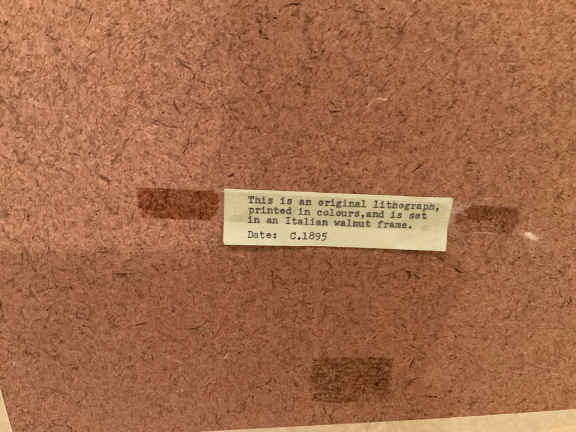 This is an original lithograph,
printed in colours,and is set
in an Italian walnut frame.
Date: C.1895